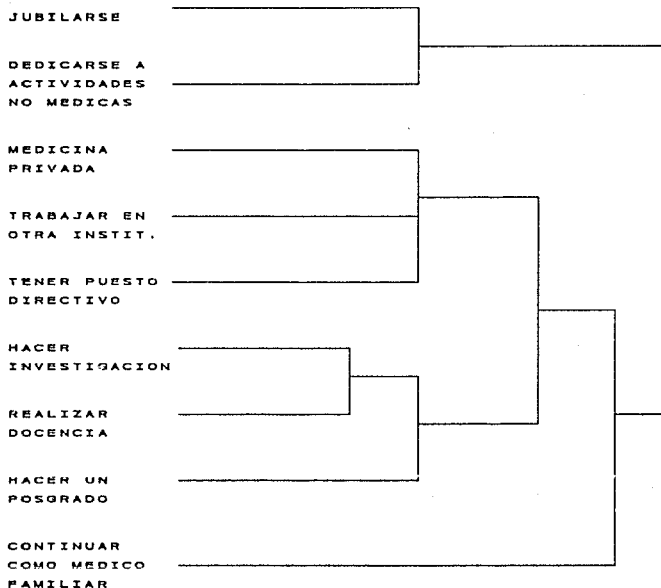 JUBILARSE
DEDICARSE A
ACTIVIDADES
NO MEDICAS
MEDICINA
PRIVADA
TRABAJAR EN
OTRA INSTIT.
TENER PUESTO
DIRECTIVO
HACER
INVESTIGACION
REALIZAR
DOCENCIA
HACER UN
POSGRADO
CONTINUAR
COMO MEDICO
FAMILIAR